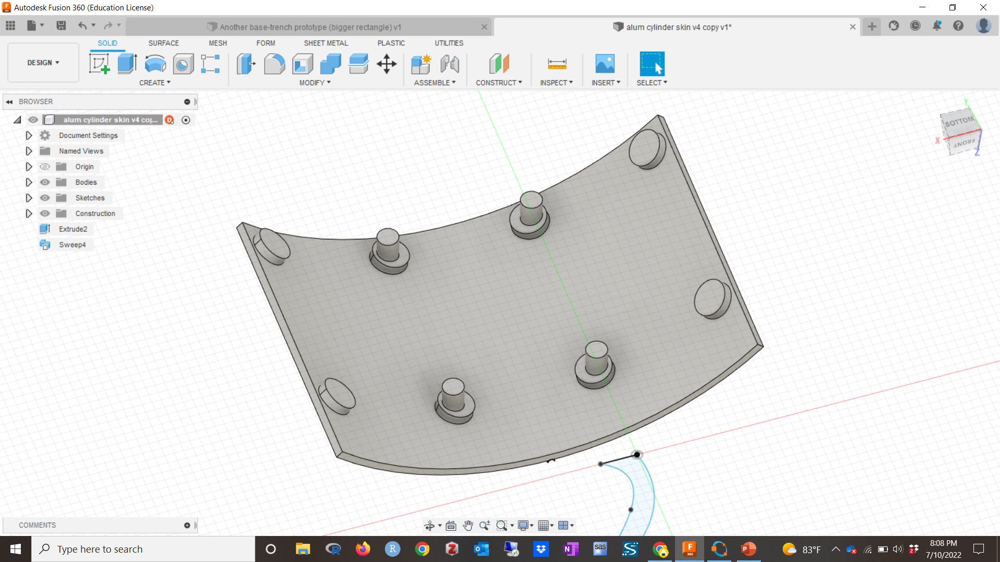 Autodesk Fusion 360 (Education License)
Another base-trench prototype (bigger rectangle) v1
alum cylinder skin v4 copy v1*
SOLID SURFACE MESH FORM SHEET METAL PLASTIC UTILITIES
DESIGN
CREATE MODIFY ASSEMBLE CONSTRUCT INSPECT INSERT SELECT
BROWSER
alum cylinder skin v4 coj...
D
Document Settings
Named Views
Origin
Bodies
Sketches
Construction
Extrude2
Sweep4
Y
BOTTOM
X
FRONT
Z
COMMENTS
Type here to search
83°F
8:08 PM
7/10/2022